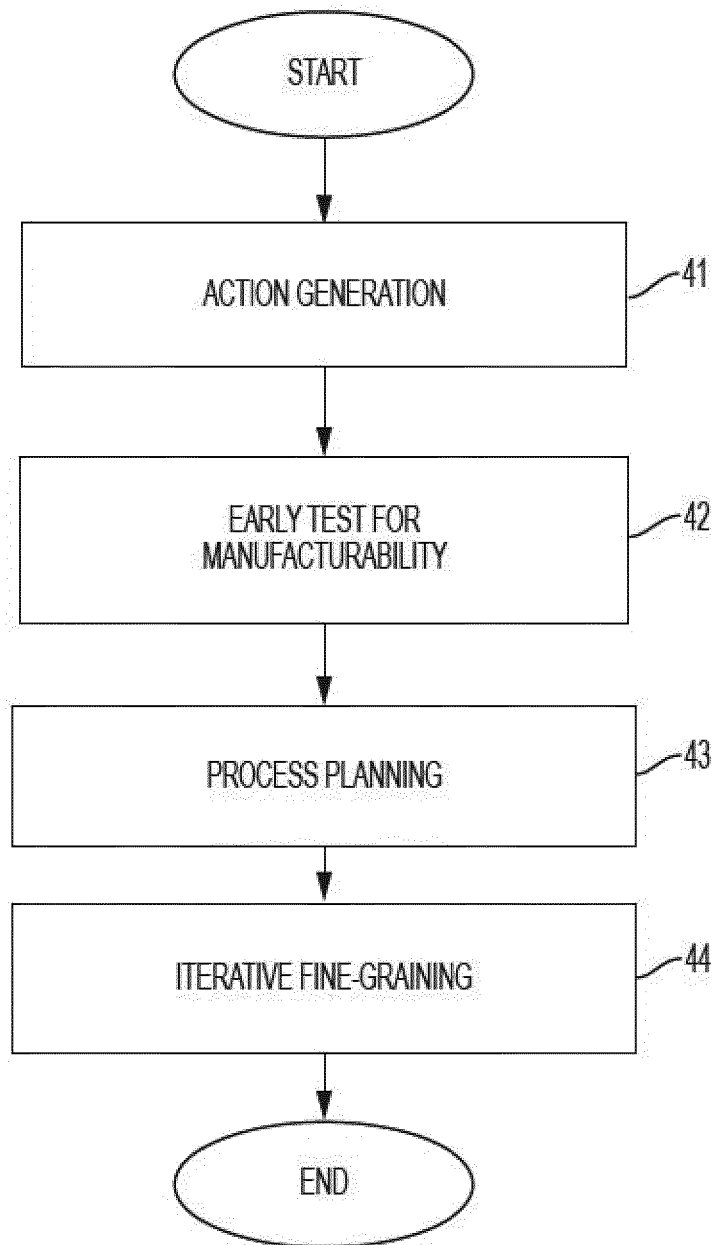 START
ACTION GENERATION
41
EARLY TEST FOR
MANUFACTURABILITY
42
PROCESS PLANNING
43
ITERATIVE FINE-GRAINING
44
END